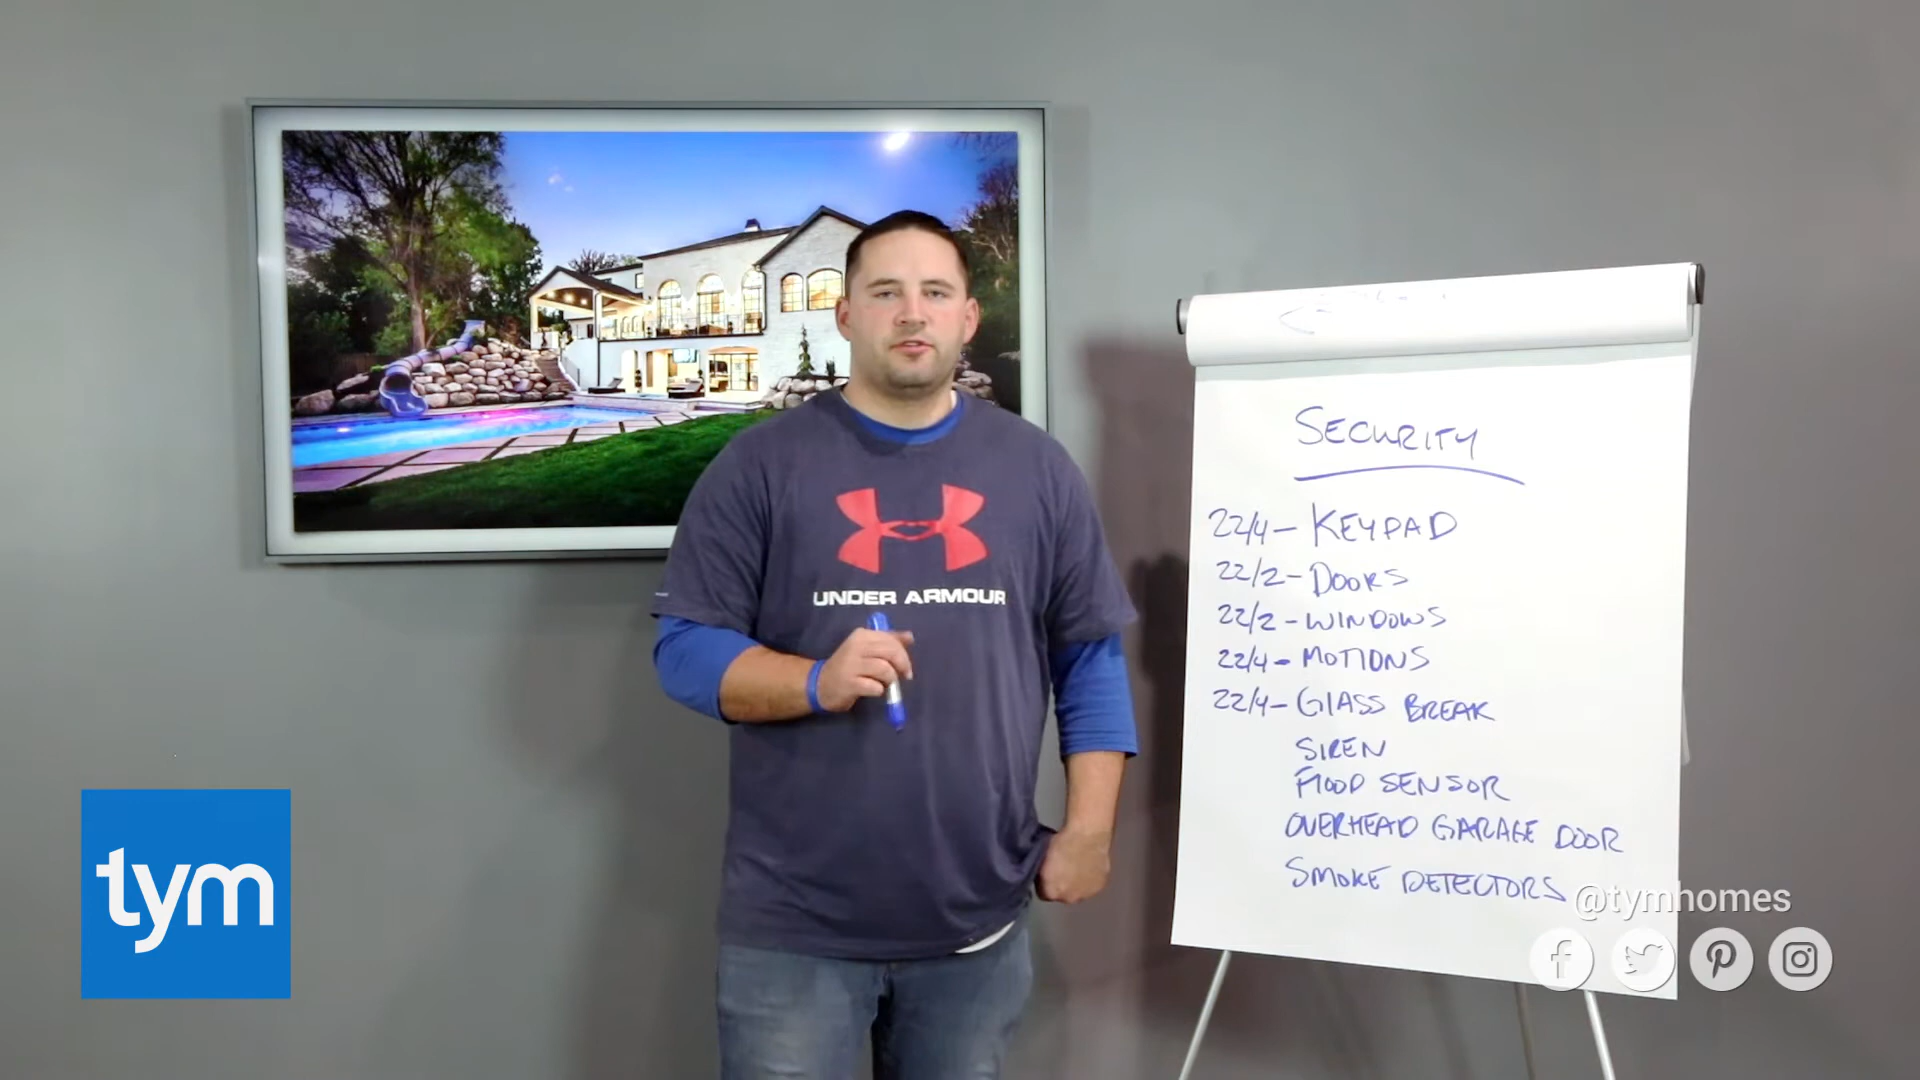 SECURITY
22/4 - KEYPAD
22/2 - DOORS
22/2 - WINDOWS
22/4 - MOTIONS
22/4 - GLASS BREAK
SIREN
FLOOD SENSOR
OVERHEAD GARAGE DOOR
SMOKE DETECTORS
UNDER ARMOUR
tym
@tymhomes